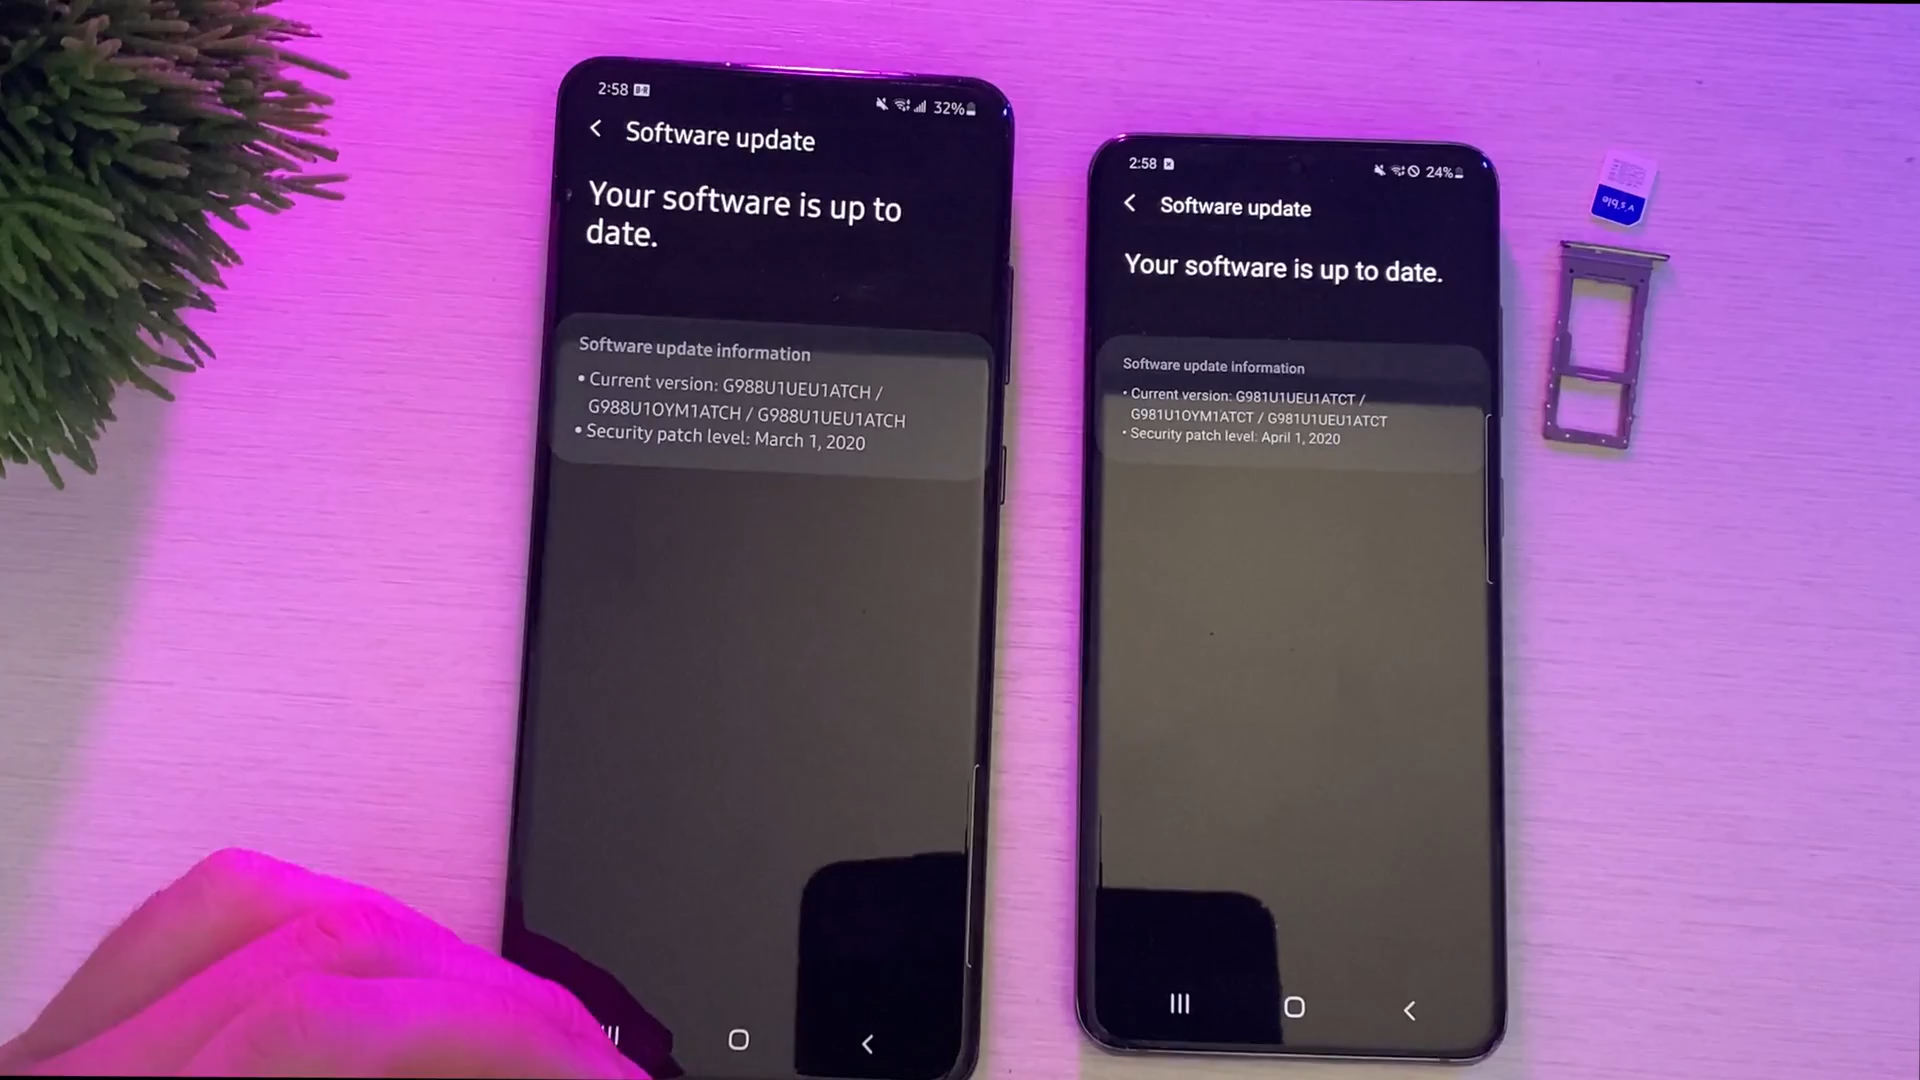 2:58
32%
Software update
Your software is up to
date.
Software update information
• Current version: G988U1UEU1ATCH /
G988U1OYM1ATCH / G988U1UEU1ATCH
• Security patch level: March 1, 2020
2:58
24%
Software update
Your software is up to date.
Software update information
• Current version: G981U1UEU1ATCT /
G981U1OYM1ATCT / G981U1UEU1ATCT
• Security patch level: April 1, 2020
v s ble